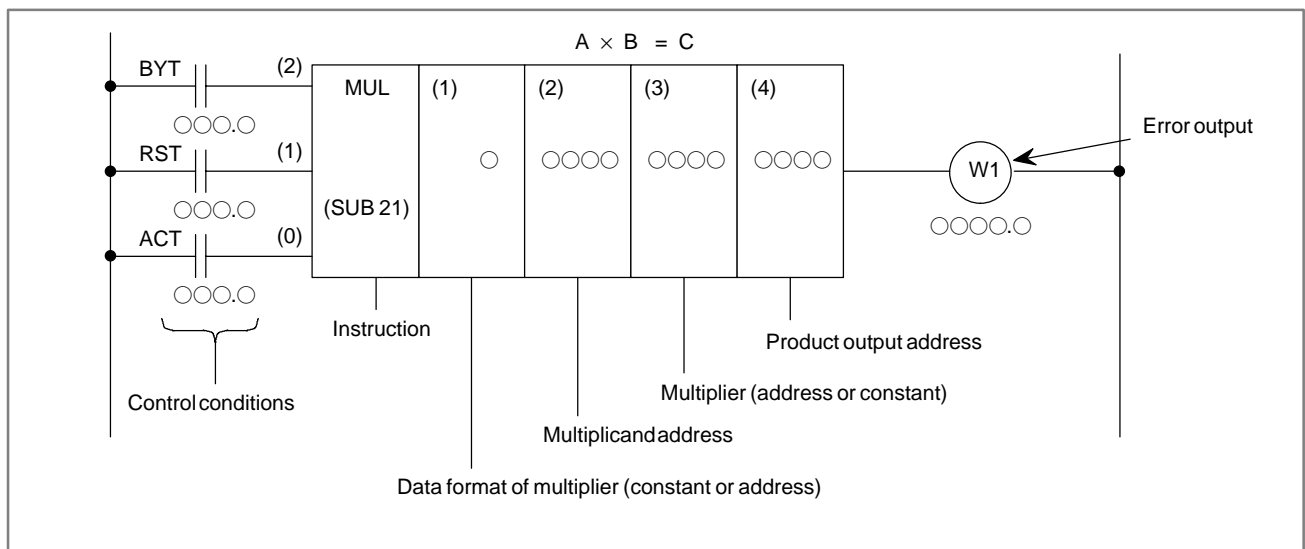 A × B = C
BYT (2) MUL (1) (2) (3) (4)
Error output
○○○.○
RST (1) ○ ○○○○ ○○○○ ○○○○ W1
(SUB 21)
○○○.○ ○○○○.○
ACT (0)
○○○.○
Instruction
Product output address
Multiplier (address or constant)
Control conditions
Multiplicand address
Data format of multiplier (constant or address)